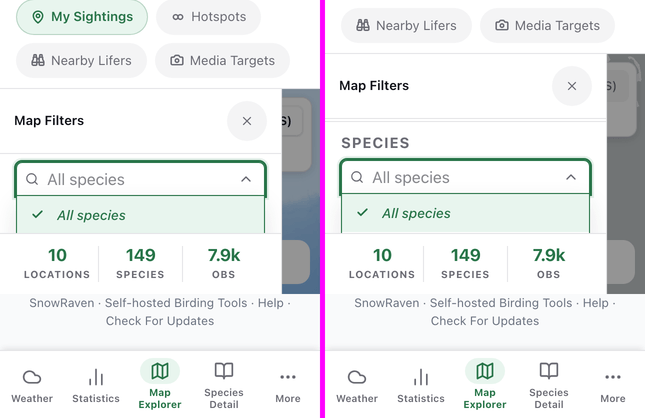 My Sightings
Hotspots
Nearby Lifers
Media Targets
Map Filters
S)
All species
All species
10
149
7.9k
LOCATIONS
SPECIES
OBS
SnowRaven · Self-hosted Birding Tools · Help ·
Check For Updates
Weather
Statistics
Map
Explorer
Species
Detail
More
Nearby Lifers
Media Targets
Map Filters
S)
SPECIES
All species
All species
10
149
7.9k
LOCATIONS
SPECIES
OBS
SnowRaven · Self-hosted Birding Tools · Help ·
Check For Updates
Weather
Statistics
Map
Explorer
Species
Detail
More